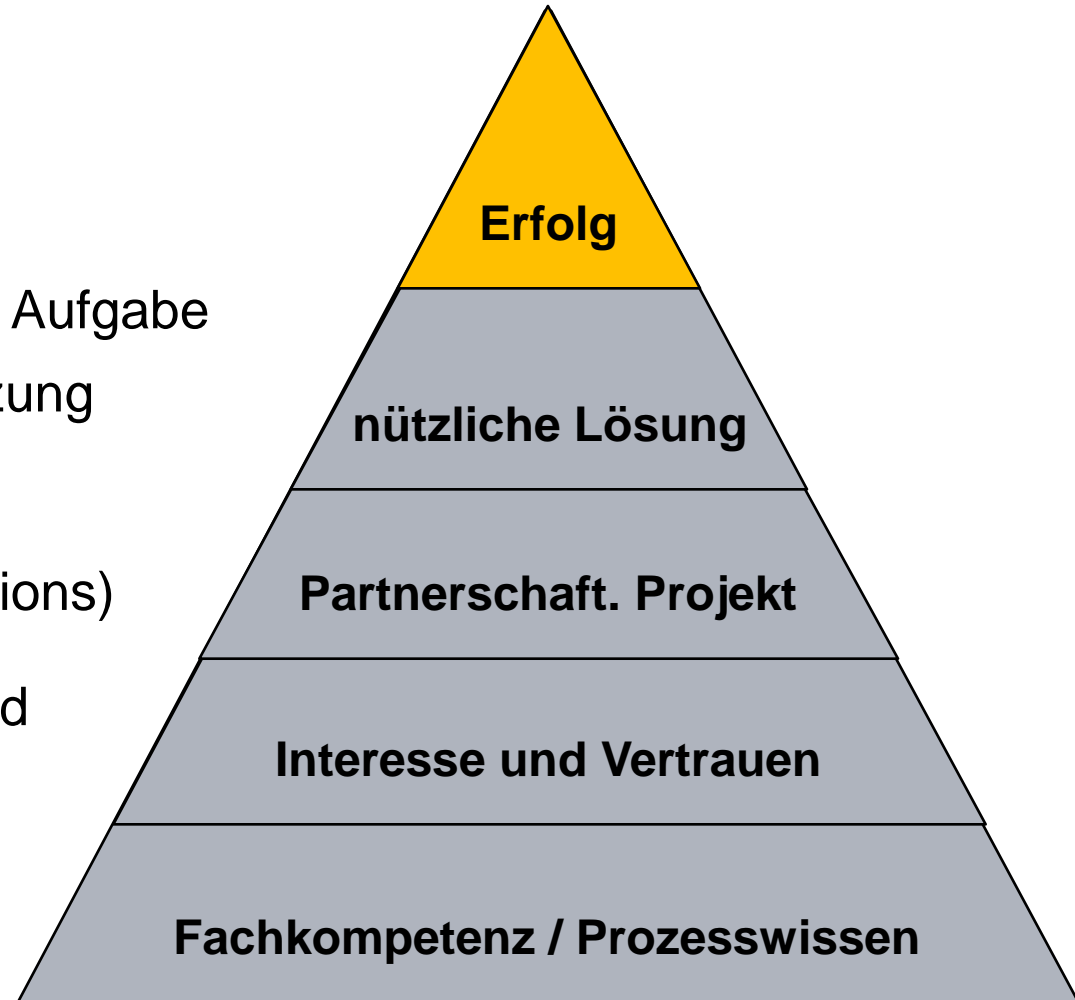 Erfolg
Aufgabe
zung
nützliche Lösung
ions)
Partnerschaft. Projekt
d
Interesse und Vertrauen
Fachkompetenz / Prozesswissen